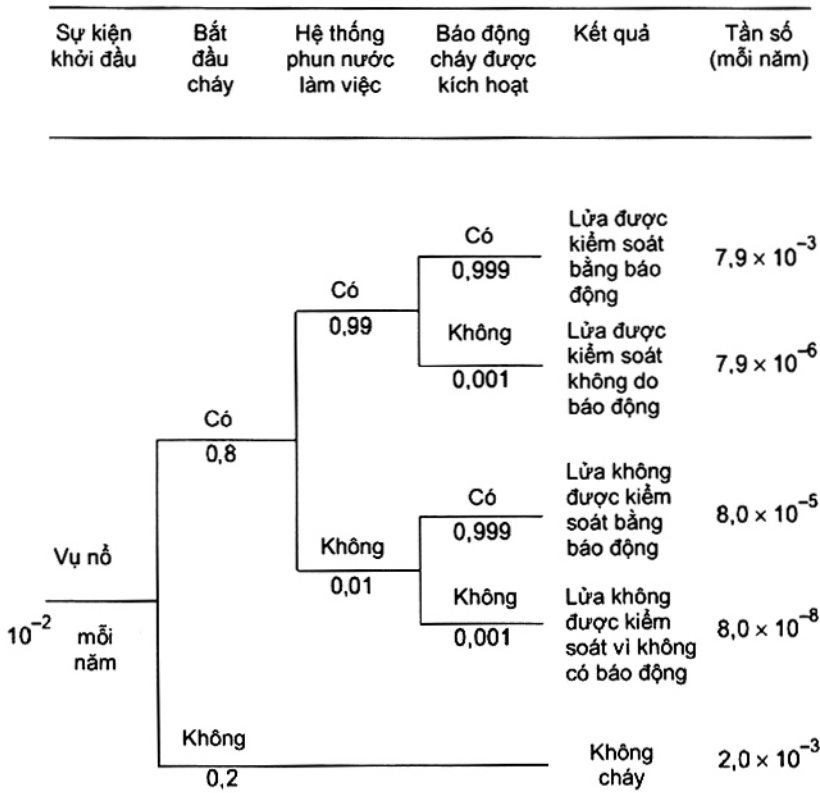 Sự kiện
khởi đầu
Bắt
đầu
cháy
Hệ thống
phun nước
làm việc
Báo động
cháy được
kích hoạt
Kết quả
Tần số
(mỗi năm)
Có
0,999
Lửa được
kiểm soát
bằng báo
động
7,9 × 10⁻³
Có
0,99
Không
0,001
Lửa được
kiểm soát
không do
báo động
7,9 × 10⁻⁶
Có
0,8
Có
0,999
Lửa không
được kiểm
soát bằng
báo động
8,0 × 10⁻⁵
Không
0,01
Không
0,001
Lửa không
được kiểm
soát vì không
có báo động
8,0 × 10⁻⁸
Vụ nổ
10⁻² mỗi
năm
Không
0,2
Không
cháy
2,0 × 10⁻³